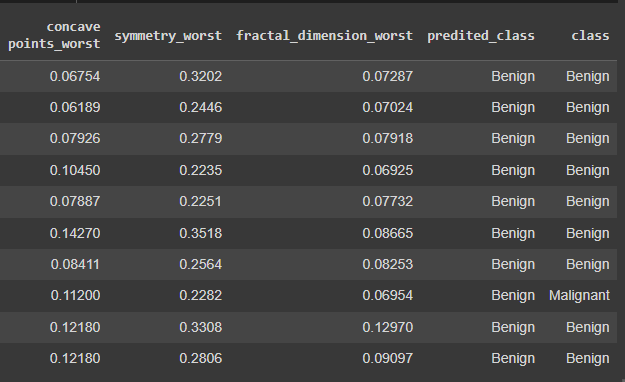 concave points_worst symmetry_worst fractal_dimension_worst predited_class class
0.06754 0.3202 0.07287 Benign Benign
0.06189 0.2446 0.07024 Benign Benign
0.07926 0.2779 0.07918 Benign Benign
0.10450 0.2235 0.06925 Benign Benign
0.07887 0.2251 0.07732 Benign Benign
0.14270 0.3518 0.08665 Benign Benign
0.08411 0.2564 0.08253 Benign Benign
0.11200 0.2282 0.06954 Benign Malignant
0.12180 0.3308 0.12970 Benign Benign
0.12180 0.2806 0.09097 Benign Benign